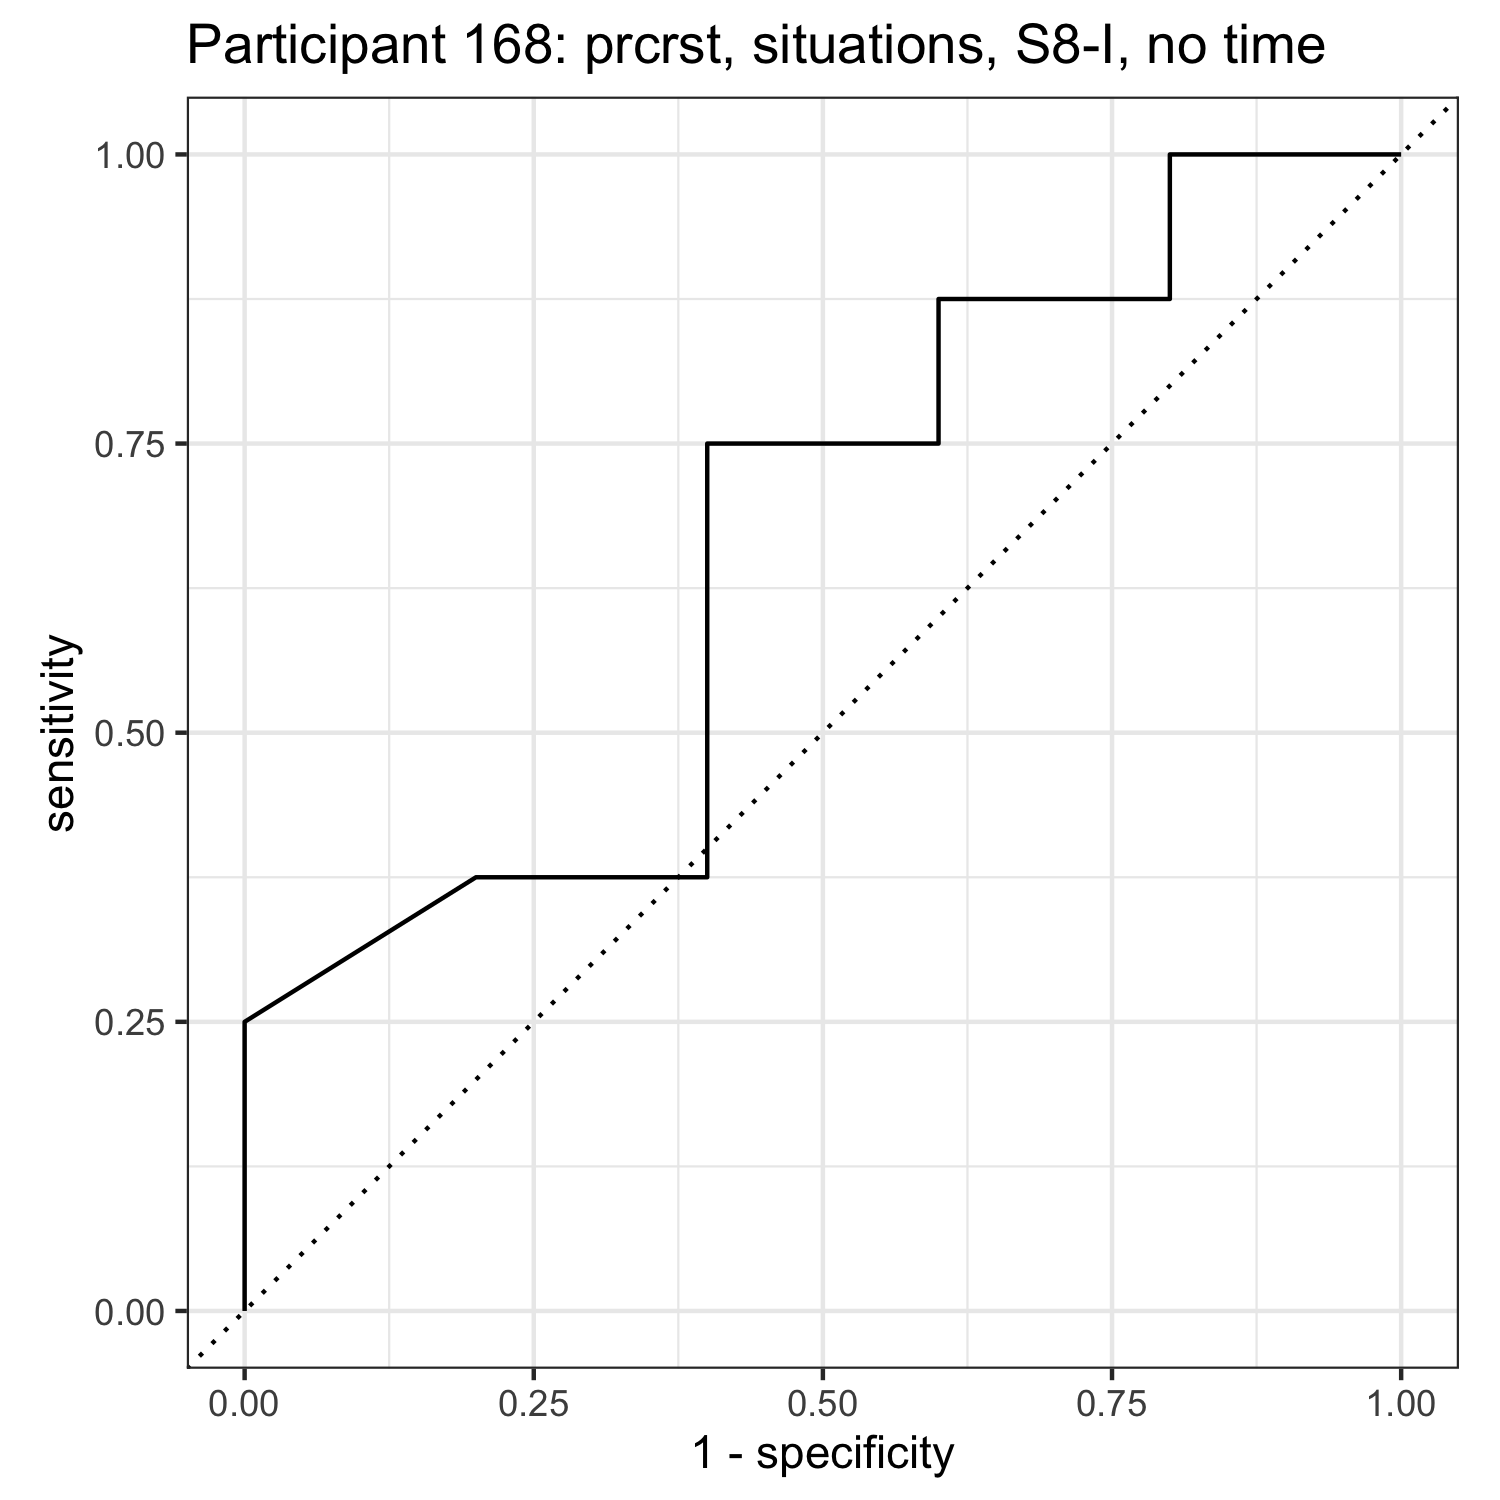 Participant 168: prcrst, situations, S8-I, no time
1.00
0.75
0.50
0.25
0.00
sensitivity
0.00 0.25 0.50 0.75 1.00
1 - specificity